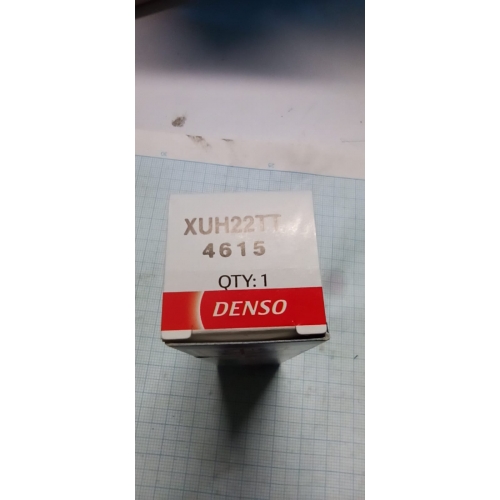 XUH22TT
4615
QTY: 1
DENSO